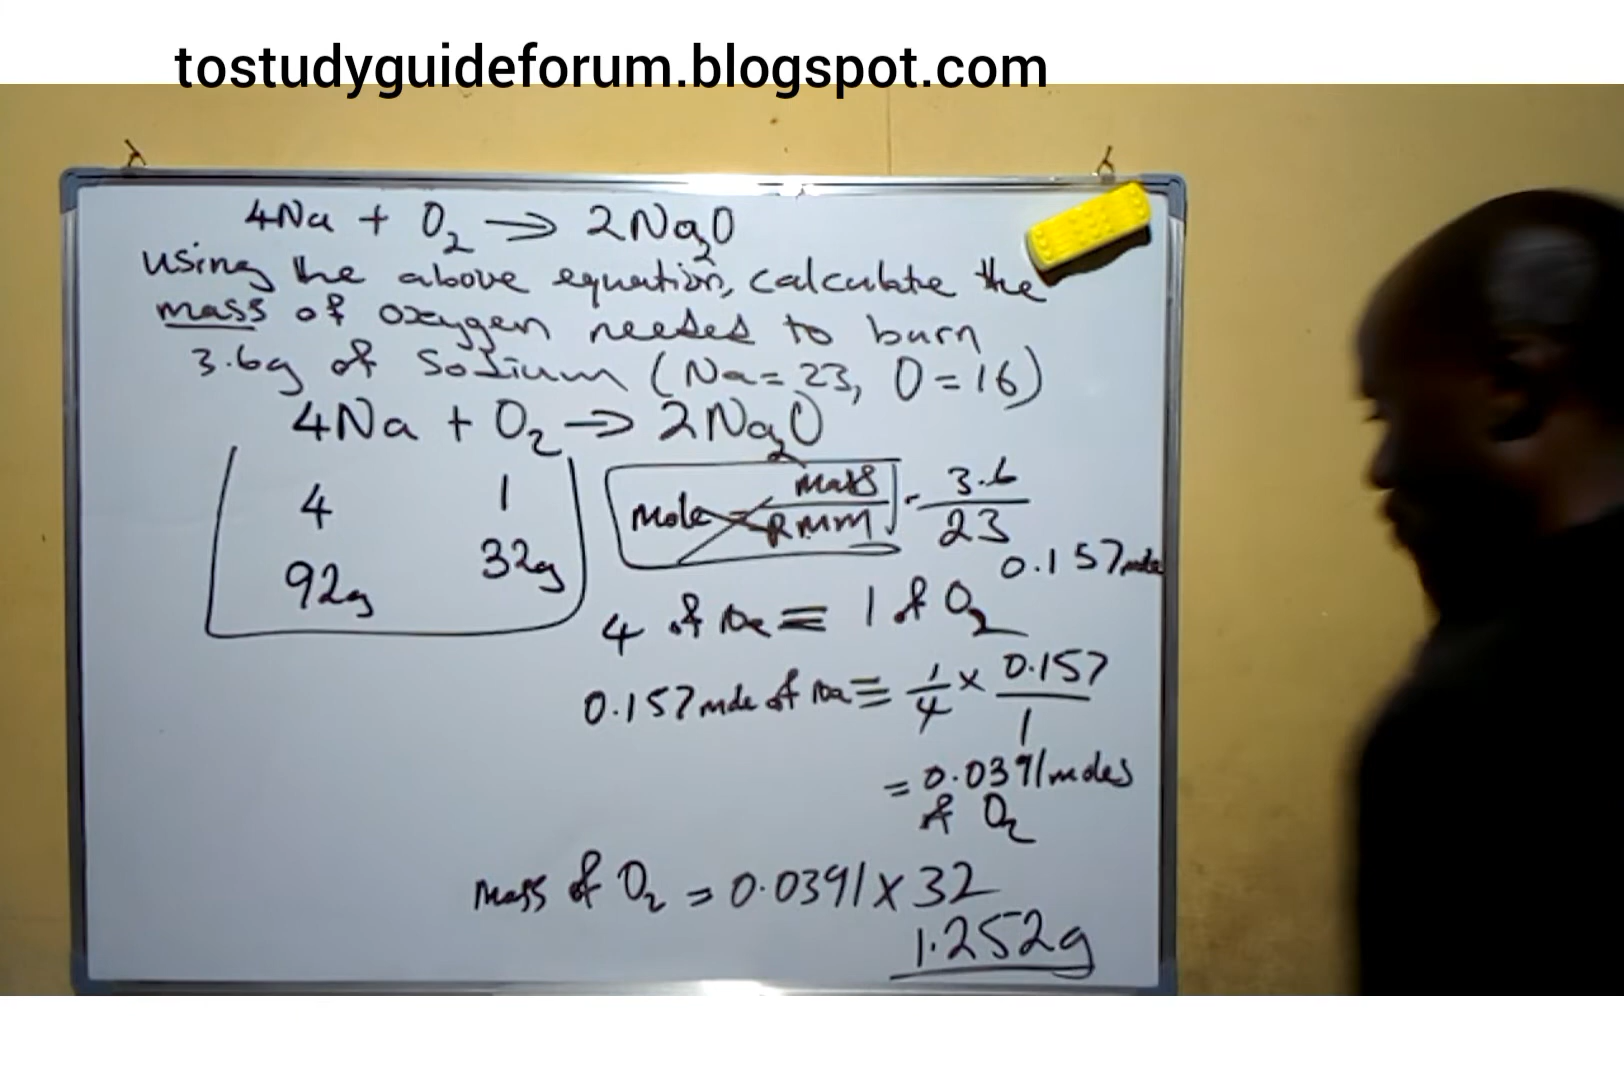 tostudyguideforum.blogspot.com
4Na + O₂ → 2Na₂O
using the above equation, calculate the
mass of oxygen needed to burn
3.6g of Sodium (Na=23, O=16)
4Na + O₂ → 2Na₂O
4 1
92g 32g
mole = mass/RMM = 3.6/23
0.157mole
4 of Na ≡ 1 of O₂
0.157mole of Na ≡ 1/4 × 0.157/1
= 0.0391moles
of O₂
Mass of O₂ = 0.0391 × 32
1.252g